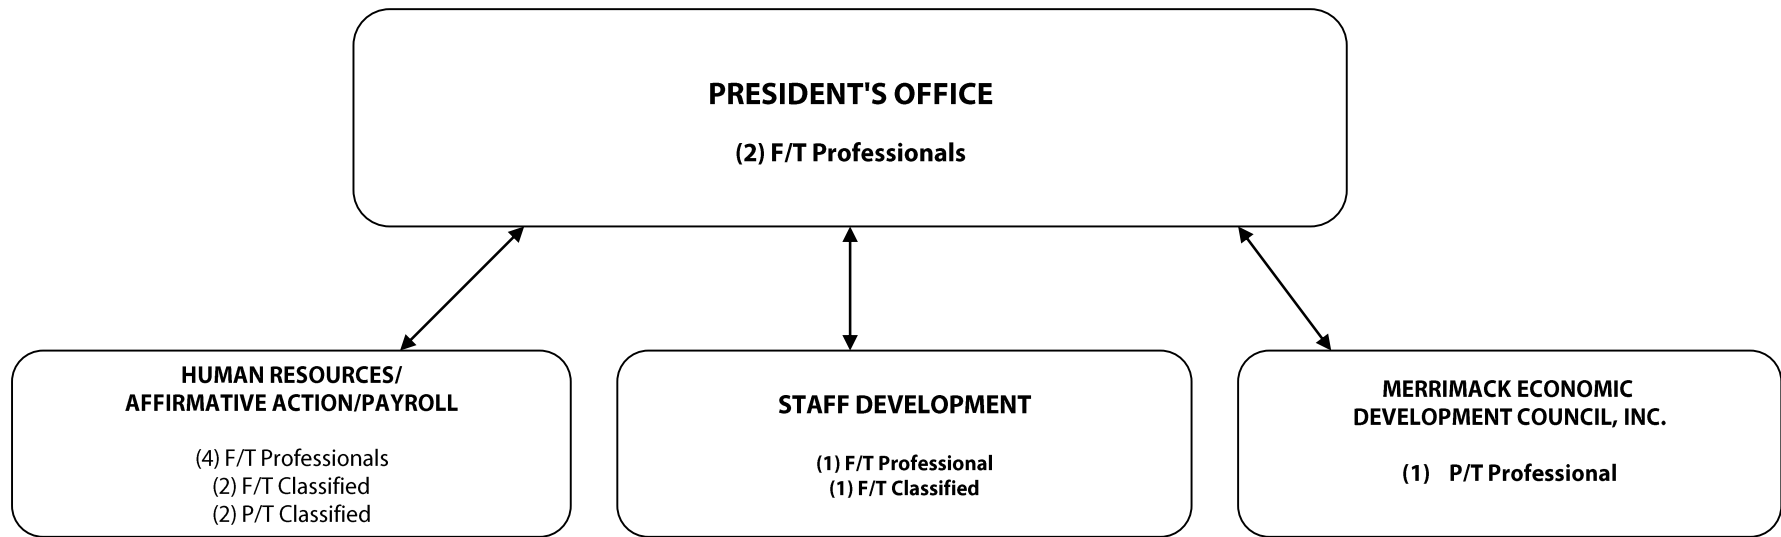 PRESIDENT'S OFFICE
(2) F/T Professionals
HUMAN RESOURCES/
AFFIRMATIVE ACTION/PAYROLL
(4) F/T Professionals
(2) F/T Classified
(2) P/T Classified
STAFF DEVELOPMENT
(1) F/T Professional
(1) F/T Classified
MERRIMACK ECONOMIC
DEVELOPMENT COUNCIL, INC.
(1) P/T Professional